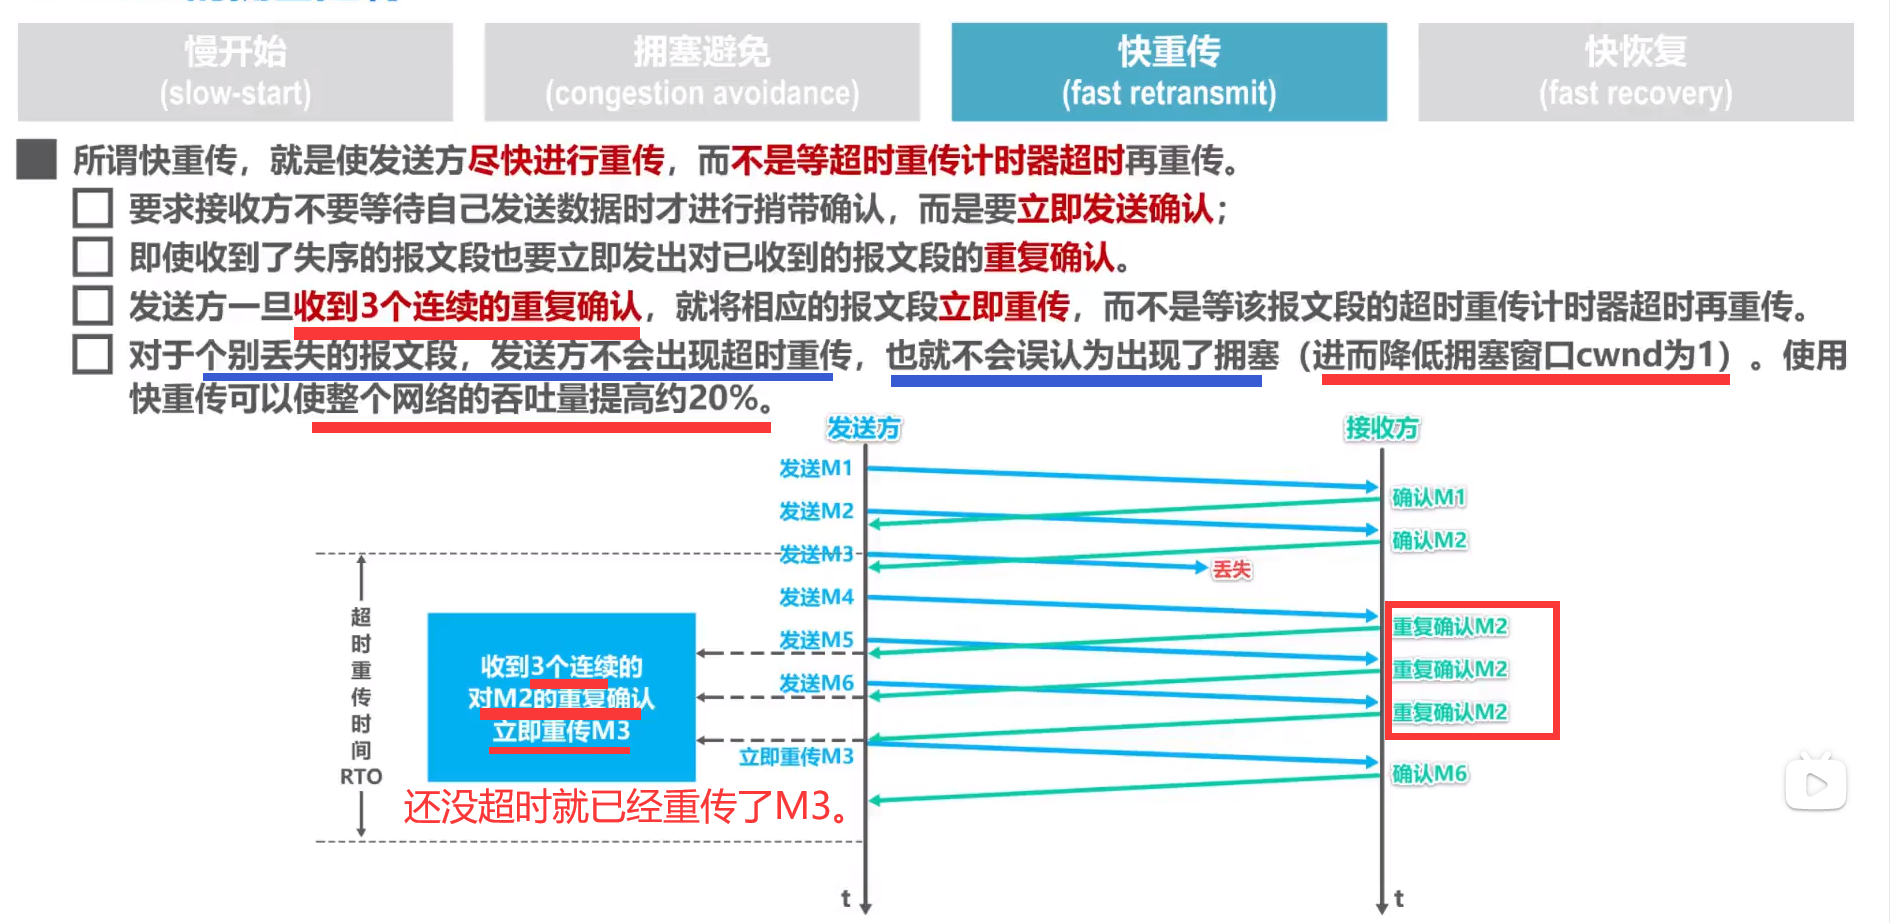 慢开始
(slow-start)
拥塞避免
(congestion avoidance)
快重传
(fast retransmit)
快恢复
(fast recovery)
所谓快重传，就是使发送方尽快进行重传，而不是等超时重传计时器超时再重传。
要求接收方不要等待自己发送数据时才进行捎带确认，而是要立即发送确认；
即使收到了失序的报文段也要立即发出对已收到的报文段的重复确认。
发送方一旦收到3个连续的重复确认，就将相应的报文段立即重传，而不是等该报文段的超时重传计时器超时再重传。
对于个别丢失的报文段，发送方不会出现超时重传，也就不会误认为出现了拥塞（进而降低拥塞窗口cwnd为1）。使用
快重传可以使整个网络的吞吐量提高约20%。
发送方
接收方
发送M1
确认M1
发送M2
确认M2
发送M3
丢失
发送M4
重复确认M2
发送M5
重复确认M2
发送M6
重复确认M2
立即重传M3
确认M6
超
时
重
传
时
间
RTO
收到3个连续的
对M2的重复确认
立即重传M3
还没超时就已经重传了M3。
t
t